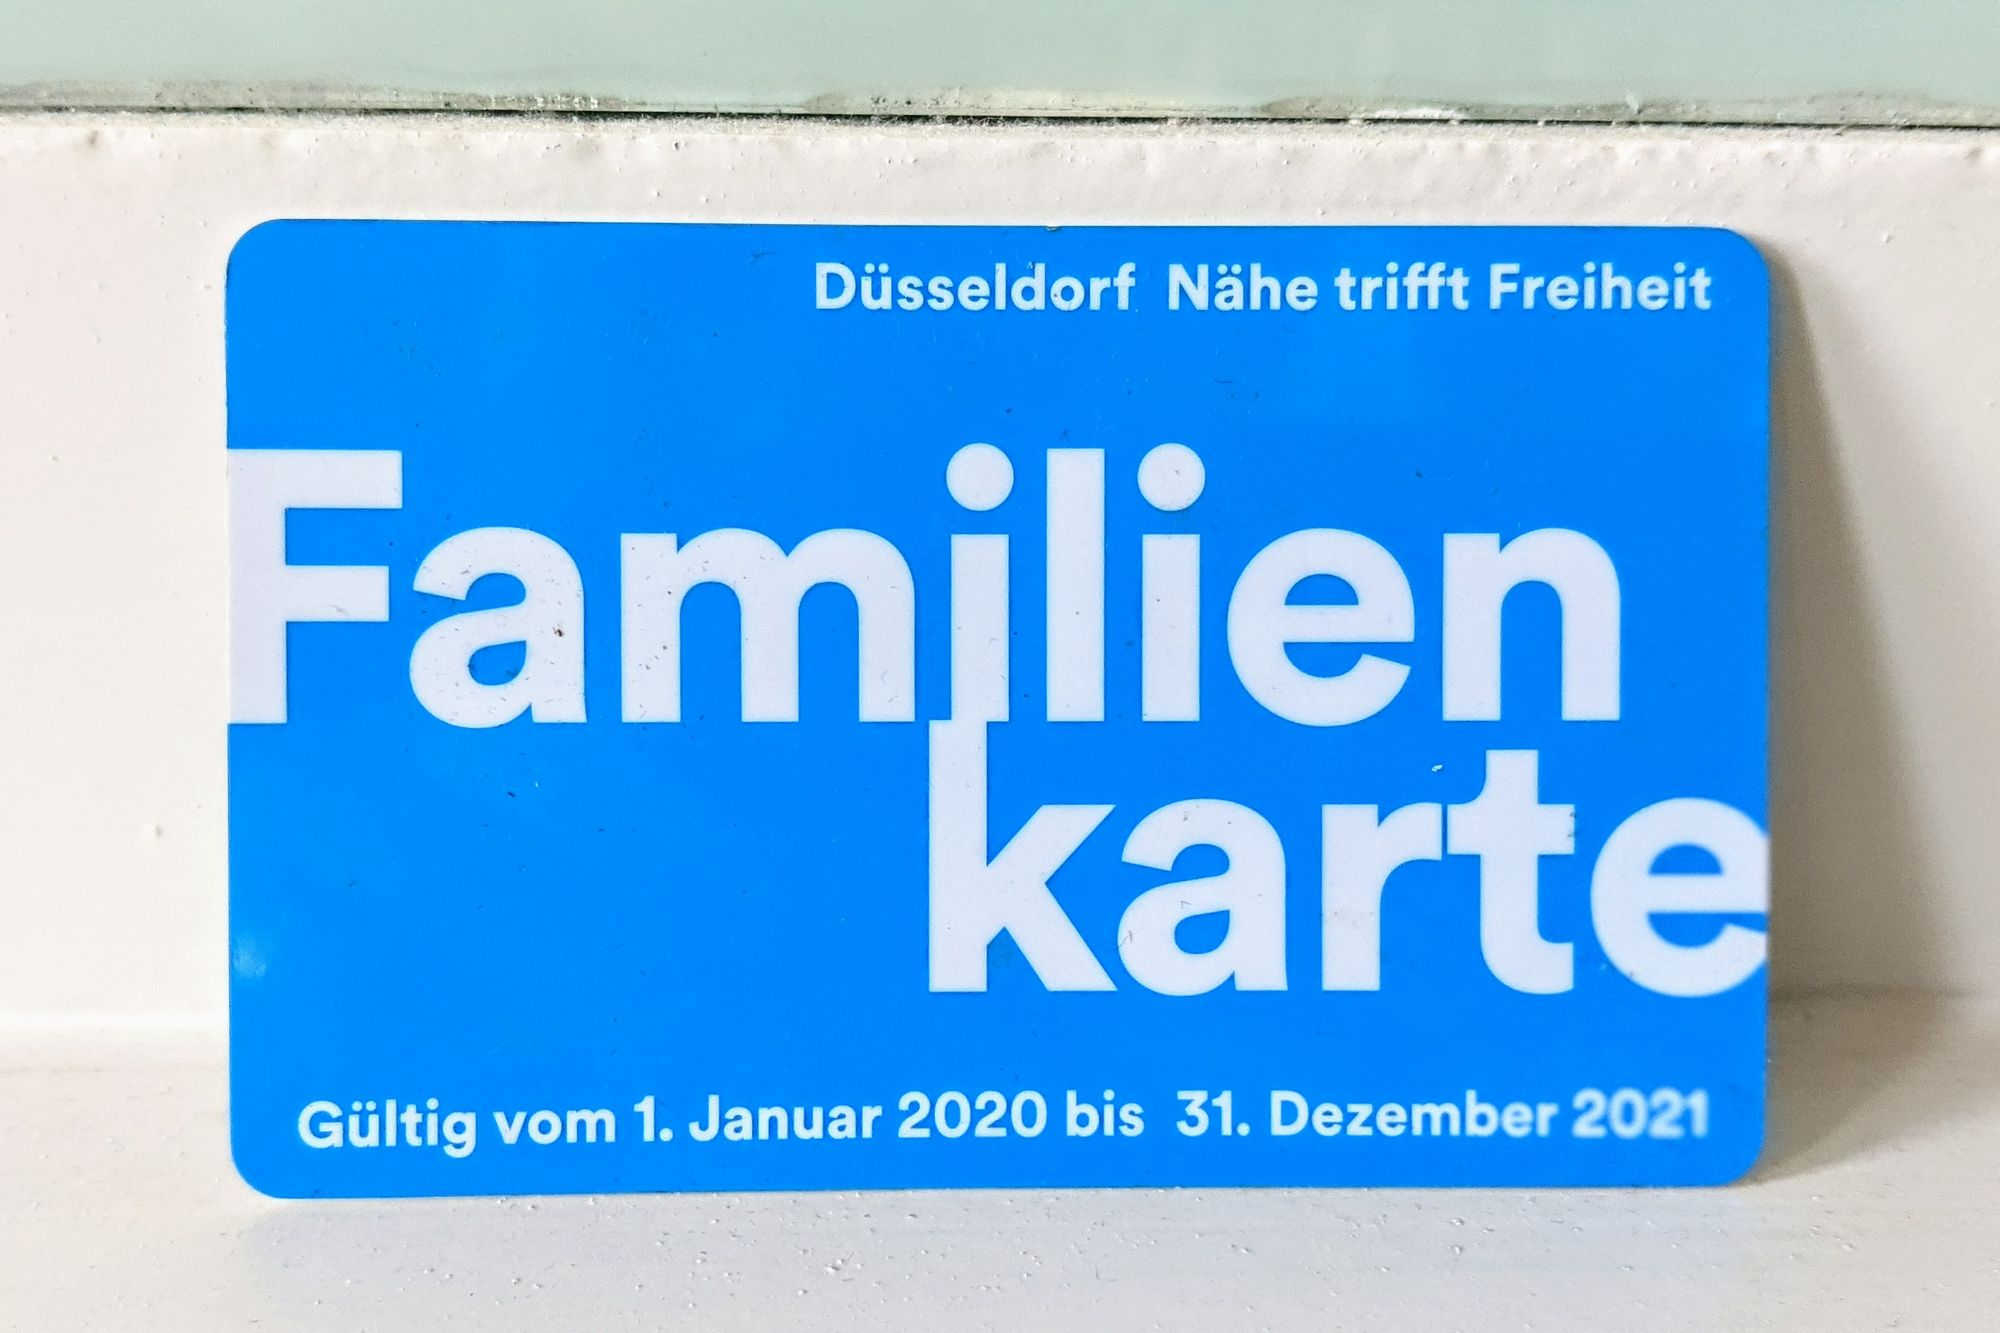 Düsseldorf Nähe trifft Freiheit
Familien
karte
Gültig vom 1. Januar 2020 bis 31. Dezember 2021